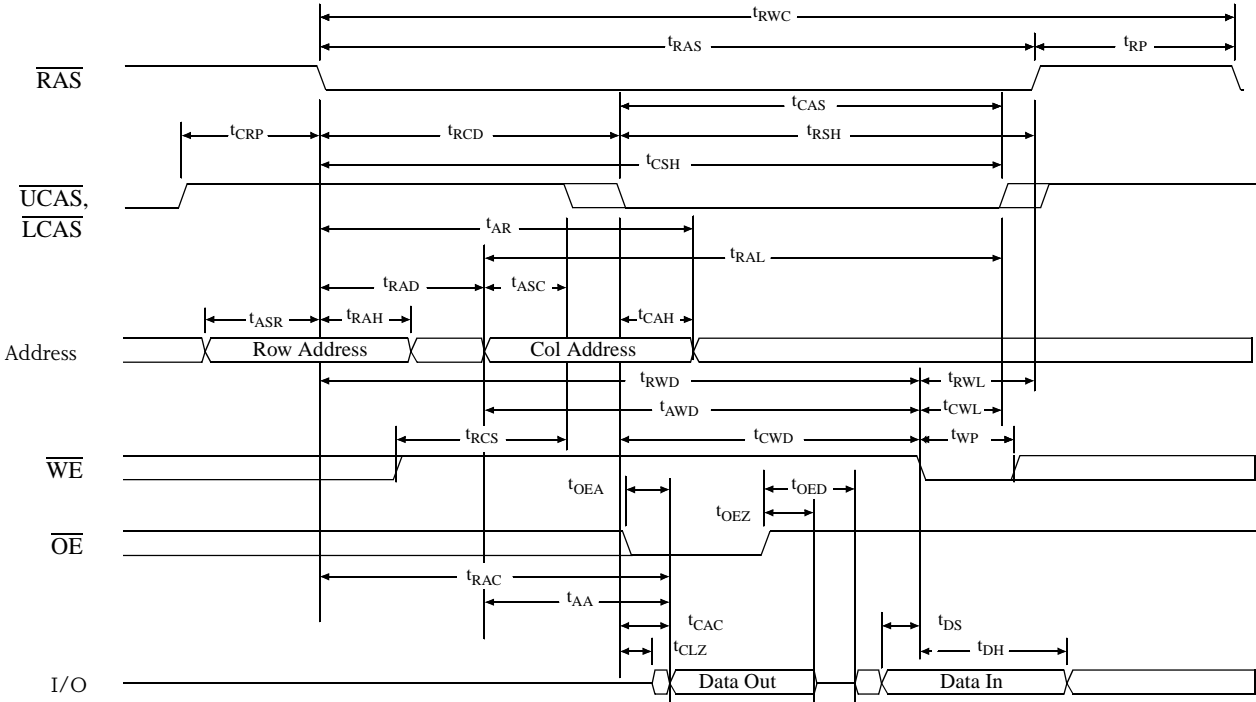 tRWC
tRAS tRP
RAS
tCAS
tCRP tRCD tRSH
tCSH
UCAS,
LCAS
tAR
tRAL
tRAD tASC
tASR tRAH tCAH
Address Row Address Col Address
tRWD tRWL
tAWD tCWL
tRCS tCWD tWP
WE
tOEA tOED
tOEZ
OE
tRAC
tAA
tCAC tDS
tCLZ tDH
I/O Data Out Data In